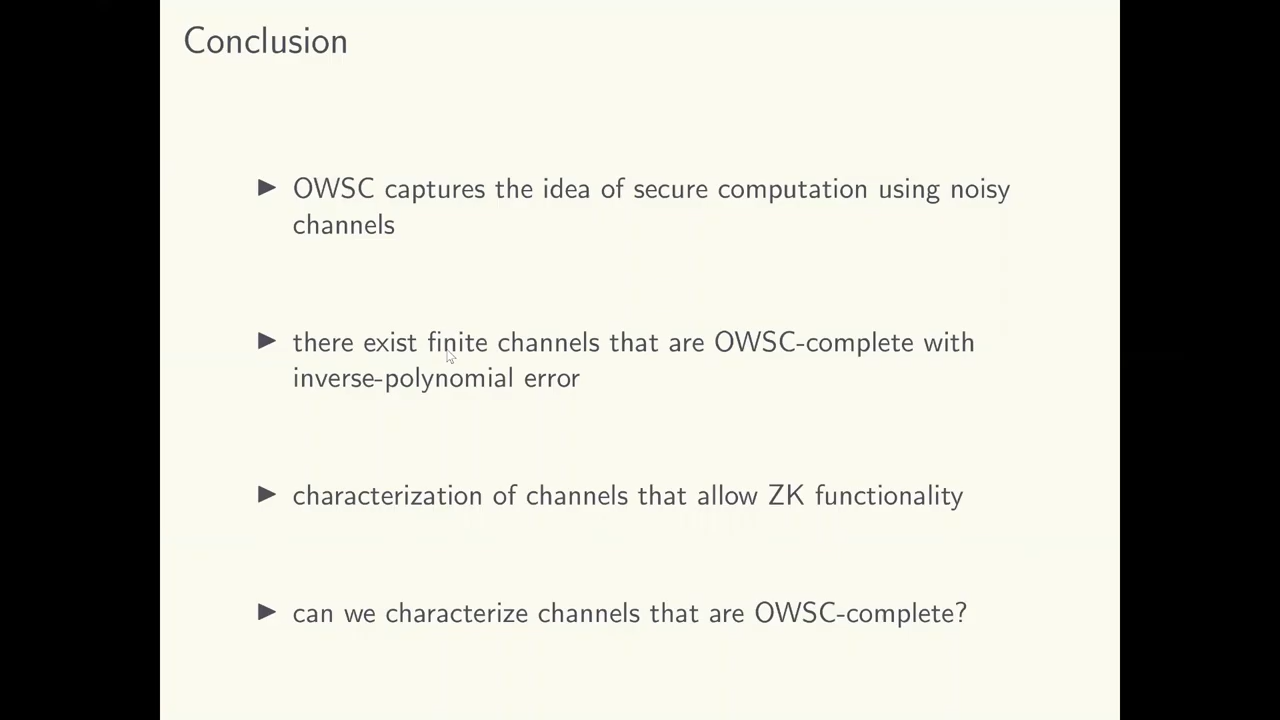 Conclusion
▶ OWSC captures the idea of secure computation using noisy
channels
▶ there exist finite channels that are OWSC-complete with
inverse-polynomial error
▶ characterization of channels that allow ZK functionality
▶ can we characterize channels that are OWSC-complete?